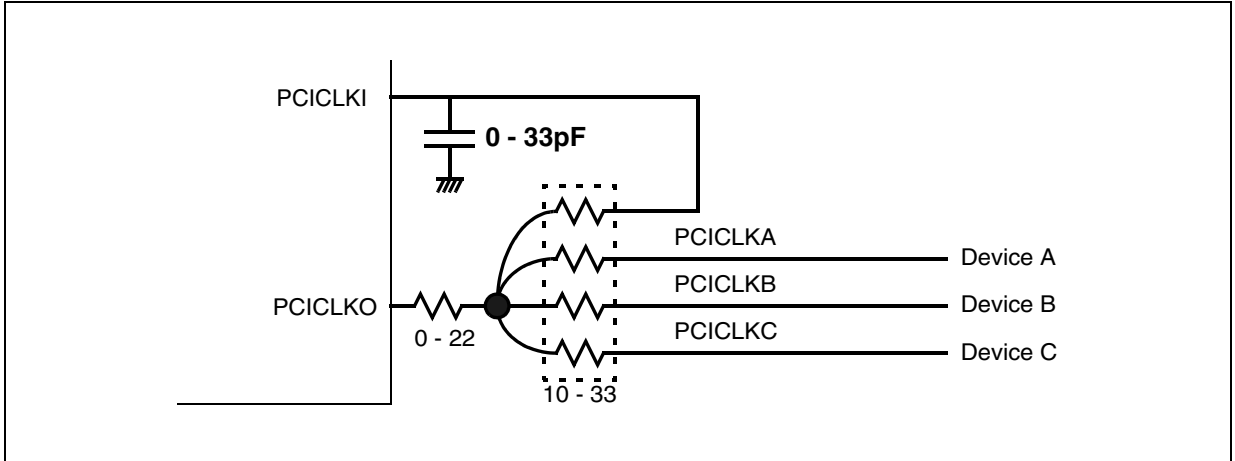 PCICLKI
0 - 33pF
PCICLKA
Device A
PCICLKB
PCICLKO
Device B
0 - 22
PCICLKC
Device C
10 - 33